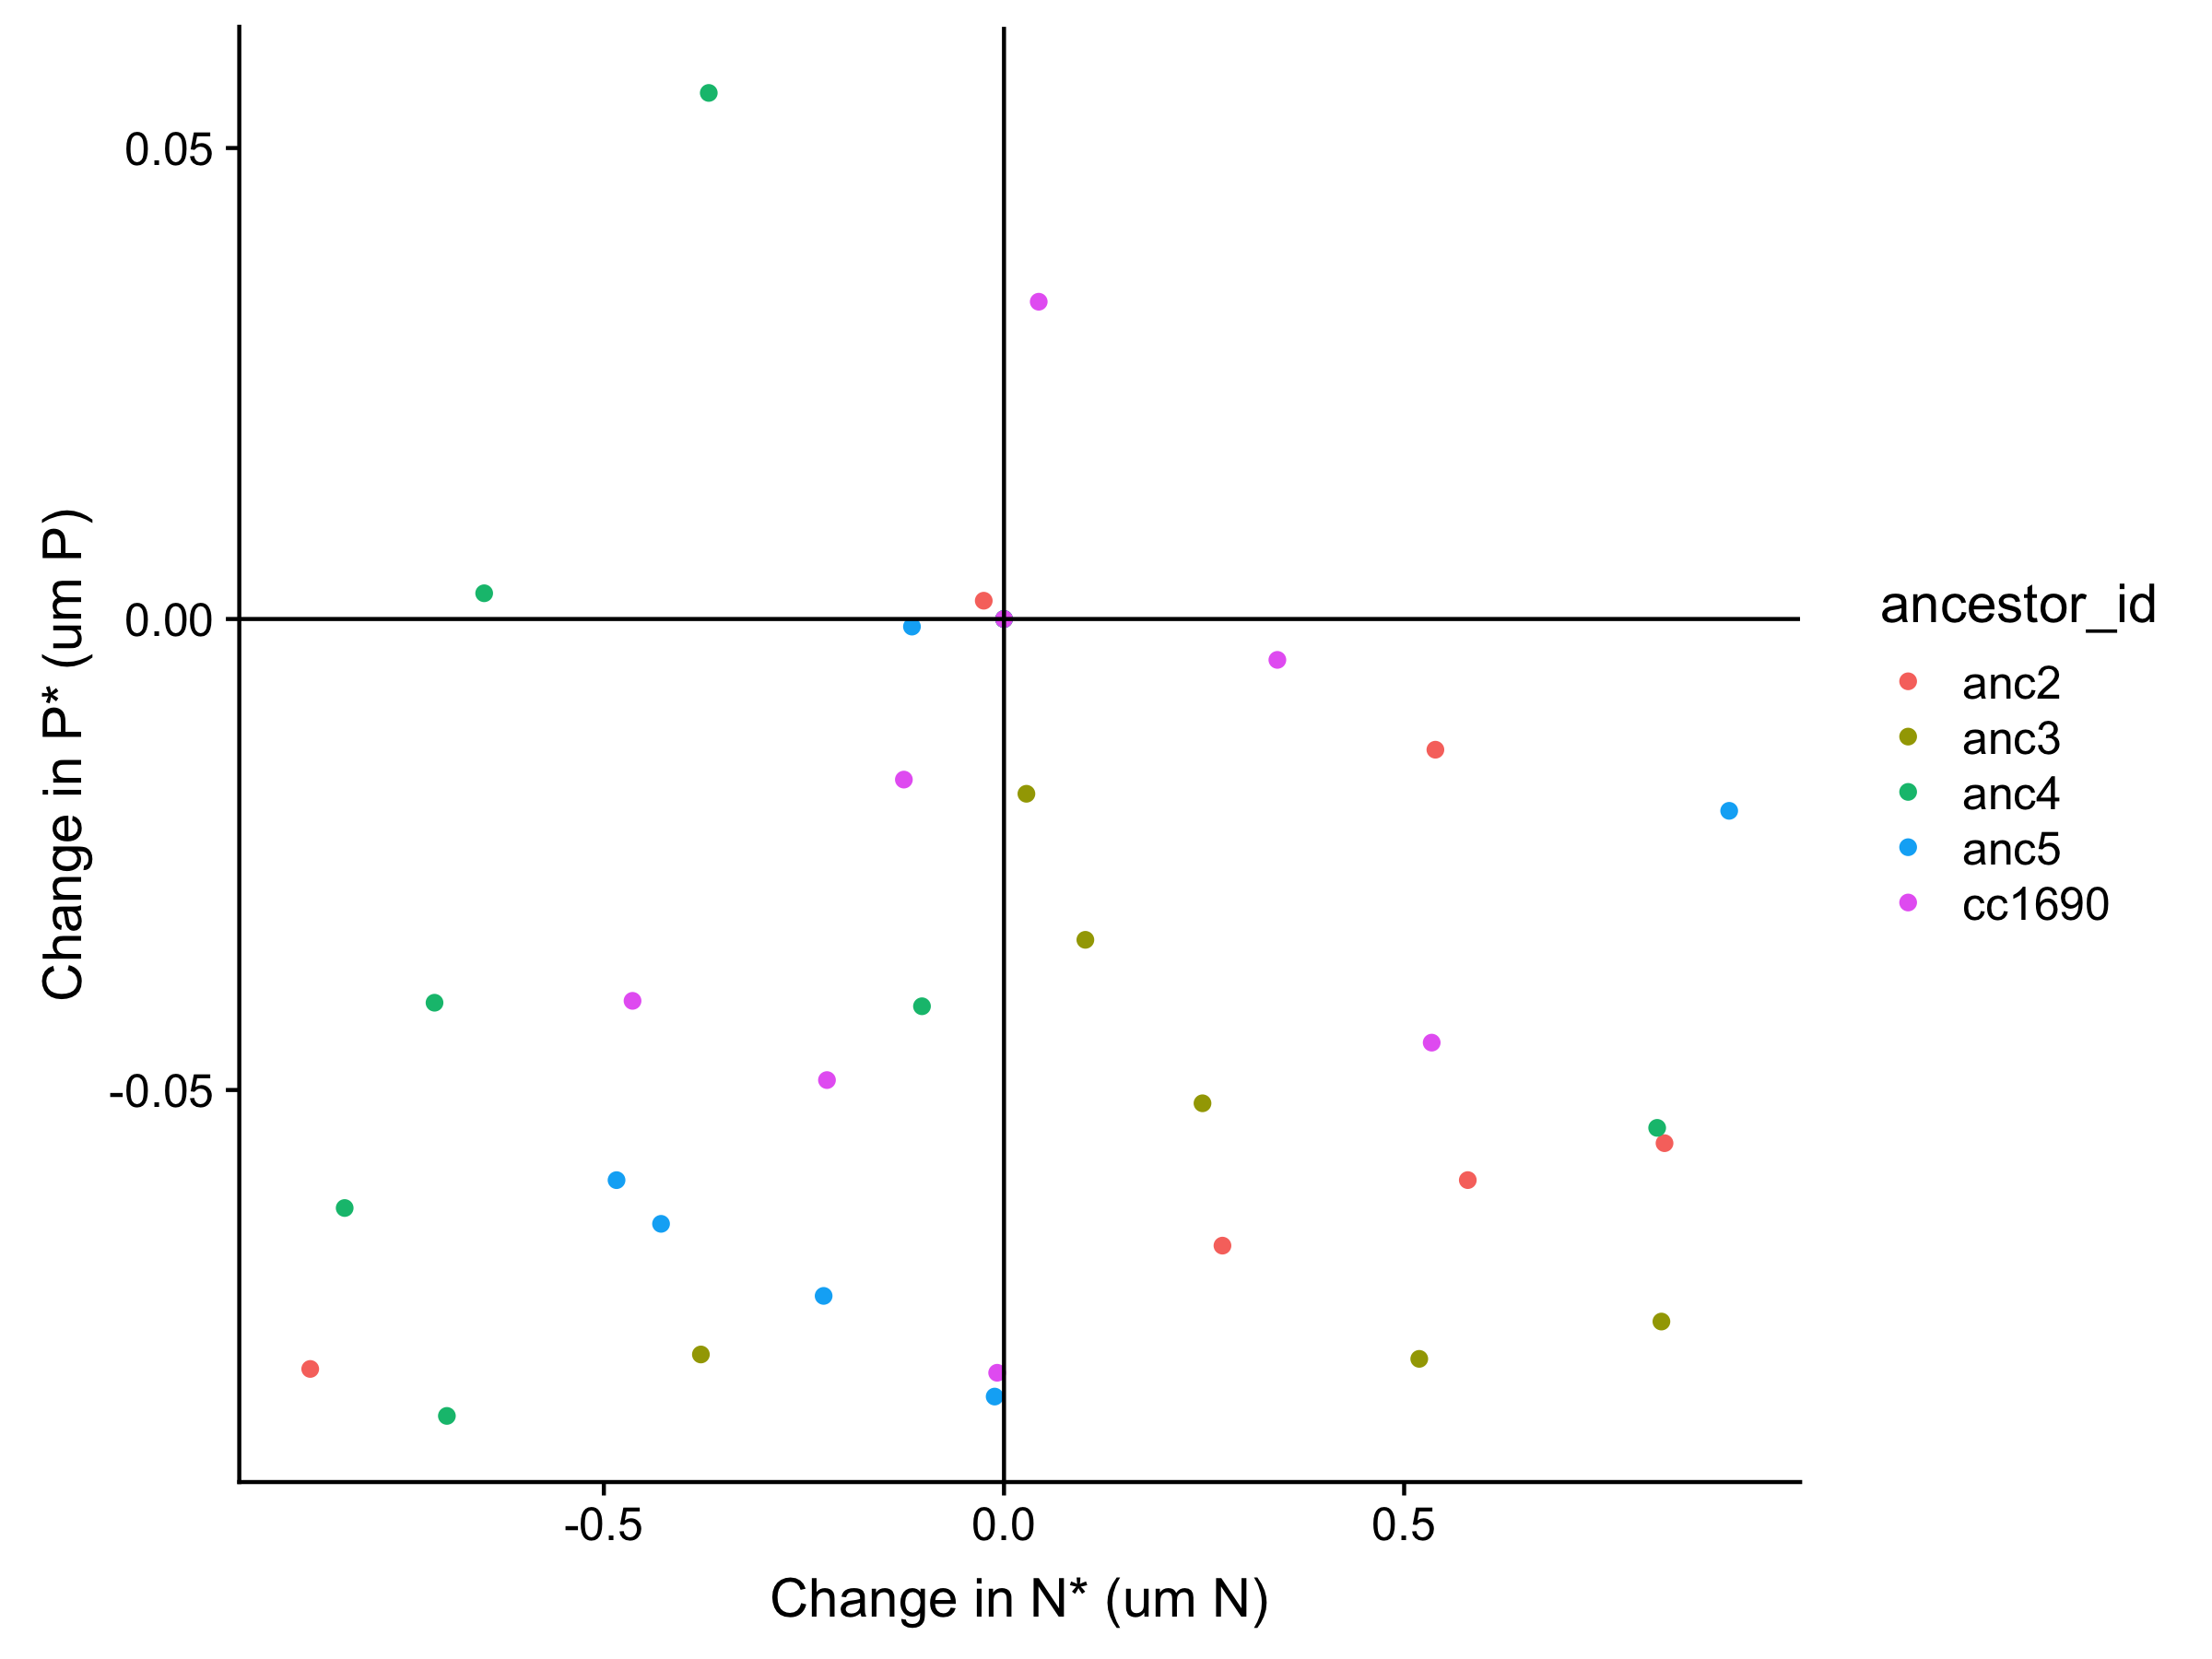 0.05
0.00
-0.05
Change in P* (um P)
-0.5
0.0
0.5
Change in N* (um N)
ancestor_id
anc2
anc3
anc4
anc5
cc1690